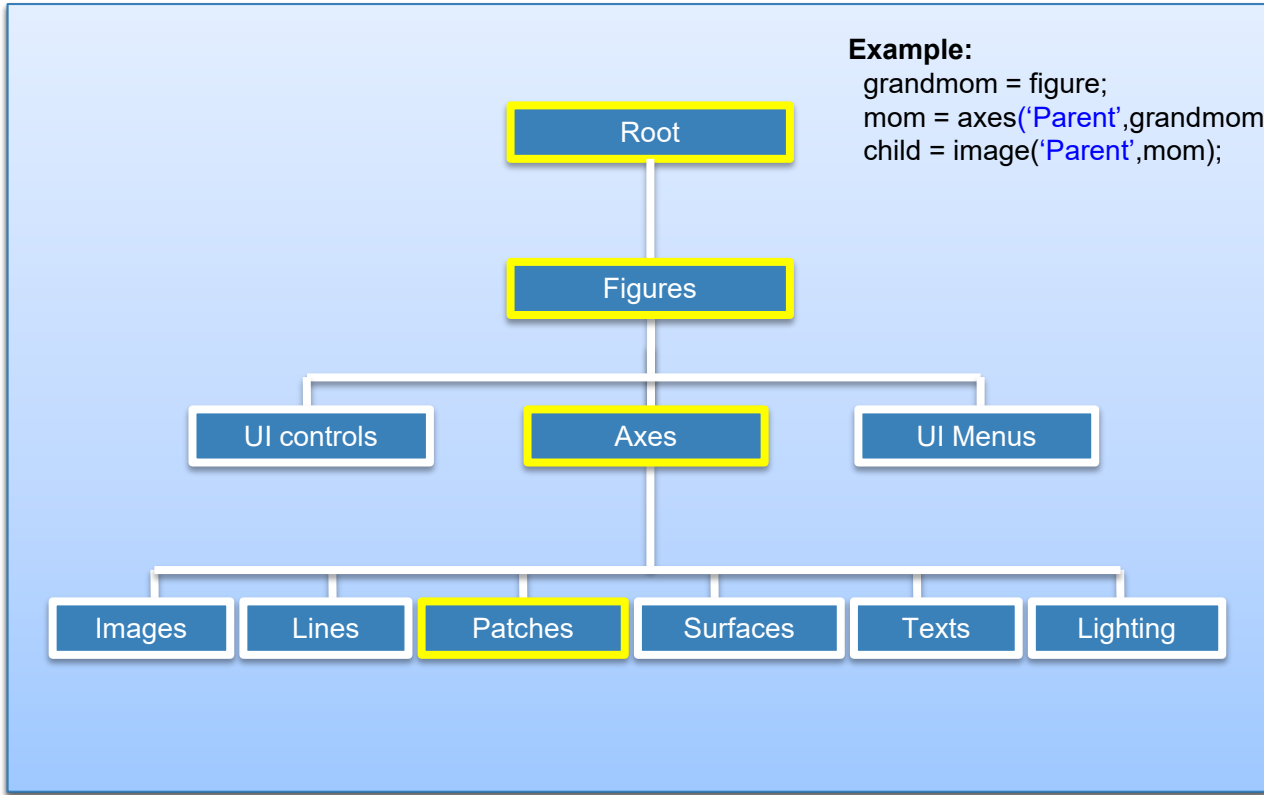 Example:
grandmom = figure;
mom = axes(‘Parent’,grandmom
child = image(‘Parent’,mom);
Root
Figures
UI controls
Axes
UI Menus
Images
Lines
Patches
Surfaces
Texts
Lighting